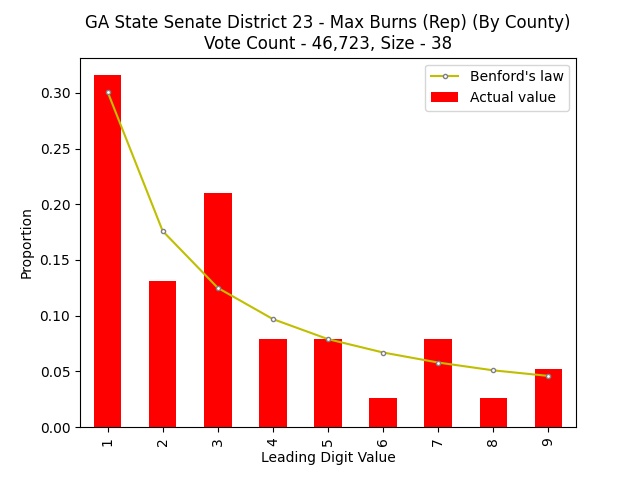 GA State Senate District 23 - Max Burns (Rep) (By County)
Vote Count - 46,723, Size - 38
Benford's law
Actual value
0.30
0.25
0.20
0.15
0.10
0.05
0.00
Proportion
1 2 3 4 5 6 7 8 9
Leading Digit Value